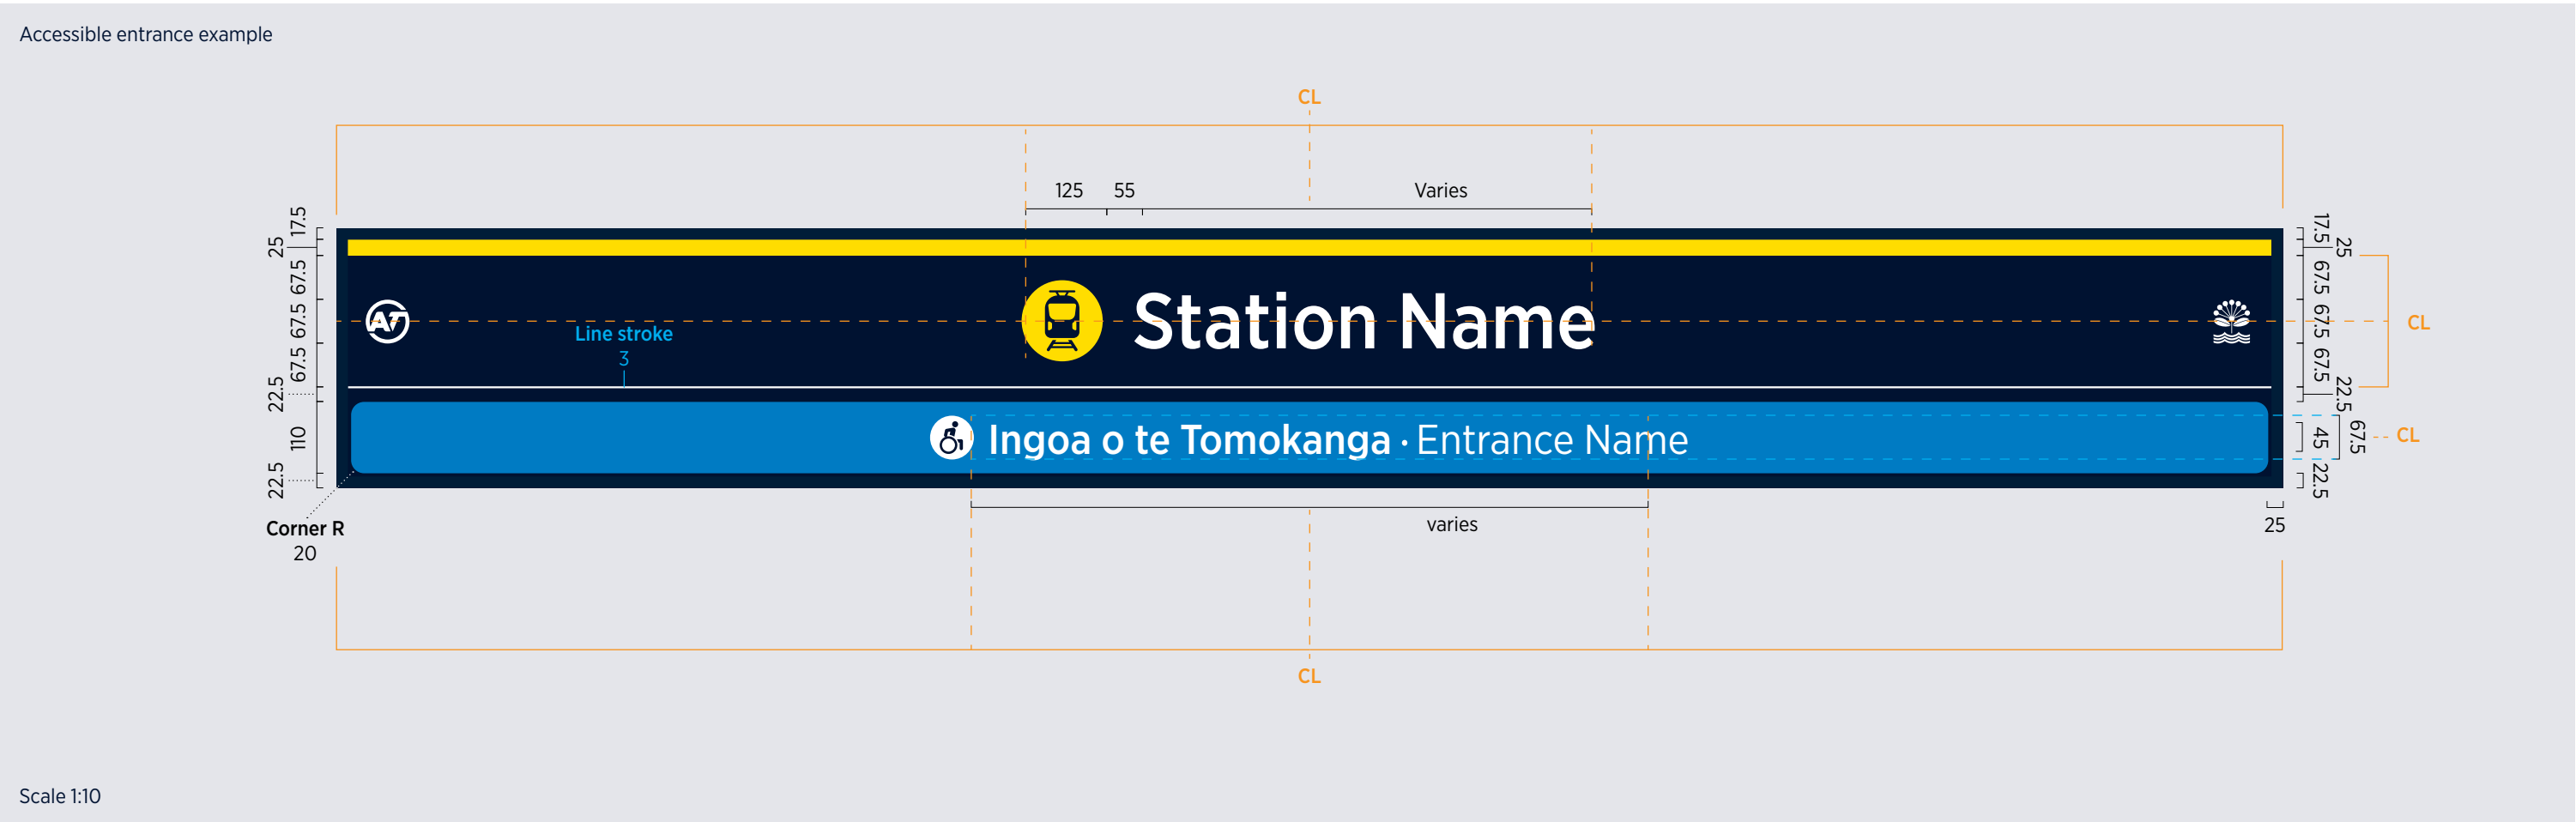 Accessible entrance example
CL
125 55 Varies
17.5
25
67.5
67.5
67.5
22.5
110
22.5
17.5
25
67.5
67.5
67.5
22.5
45
67.5
22.5
CL
CL
AT
Station Name
Line stroke
3
Ingoa o te Tomokanga · Entrance Name
varies
25
Corner R
20
CL
Scale 1:10